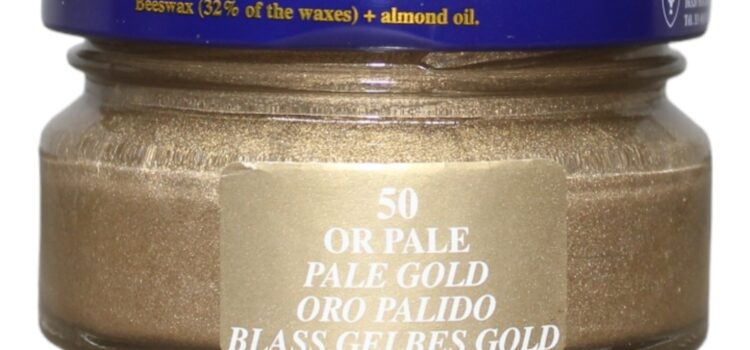 Beeswax (32% of the waxes) + almond oil.
50
OR PALE
PALE GOLD
ORO PALIDO
BLASS GELBES GOLD